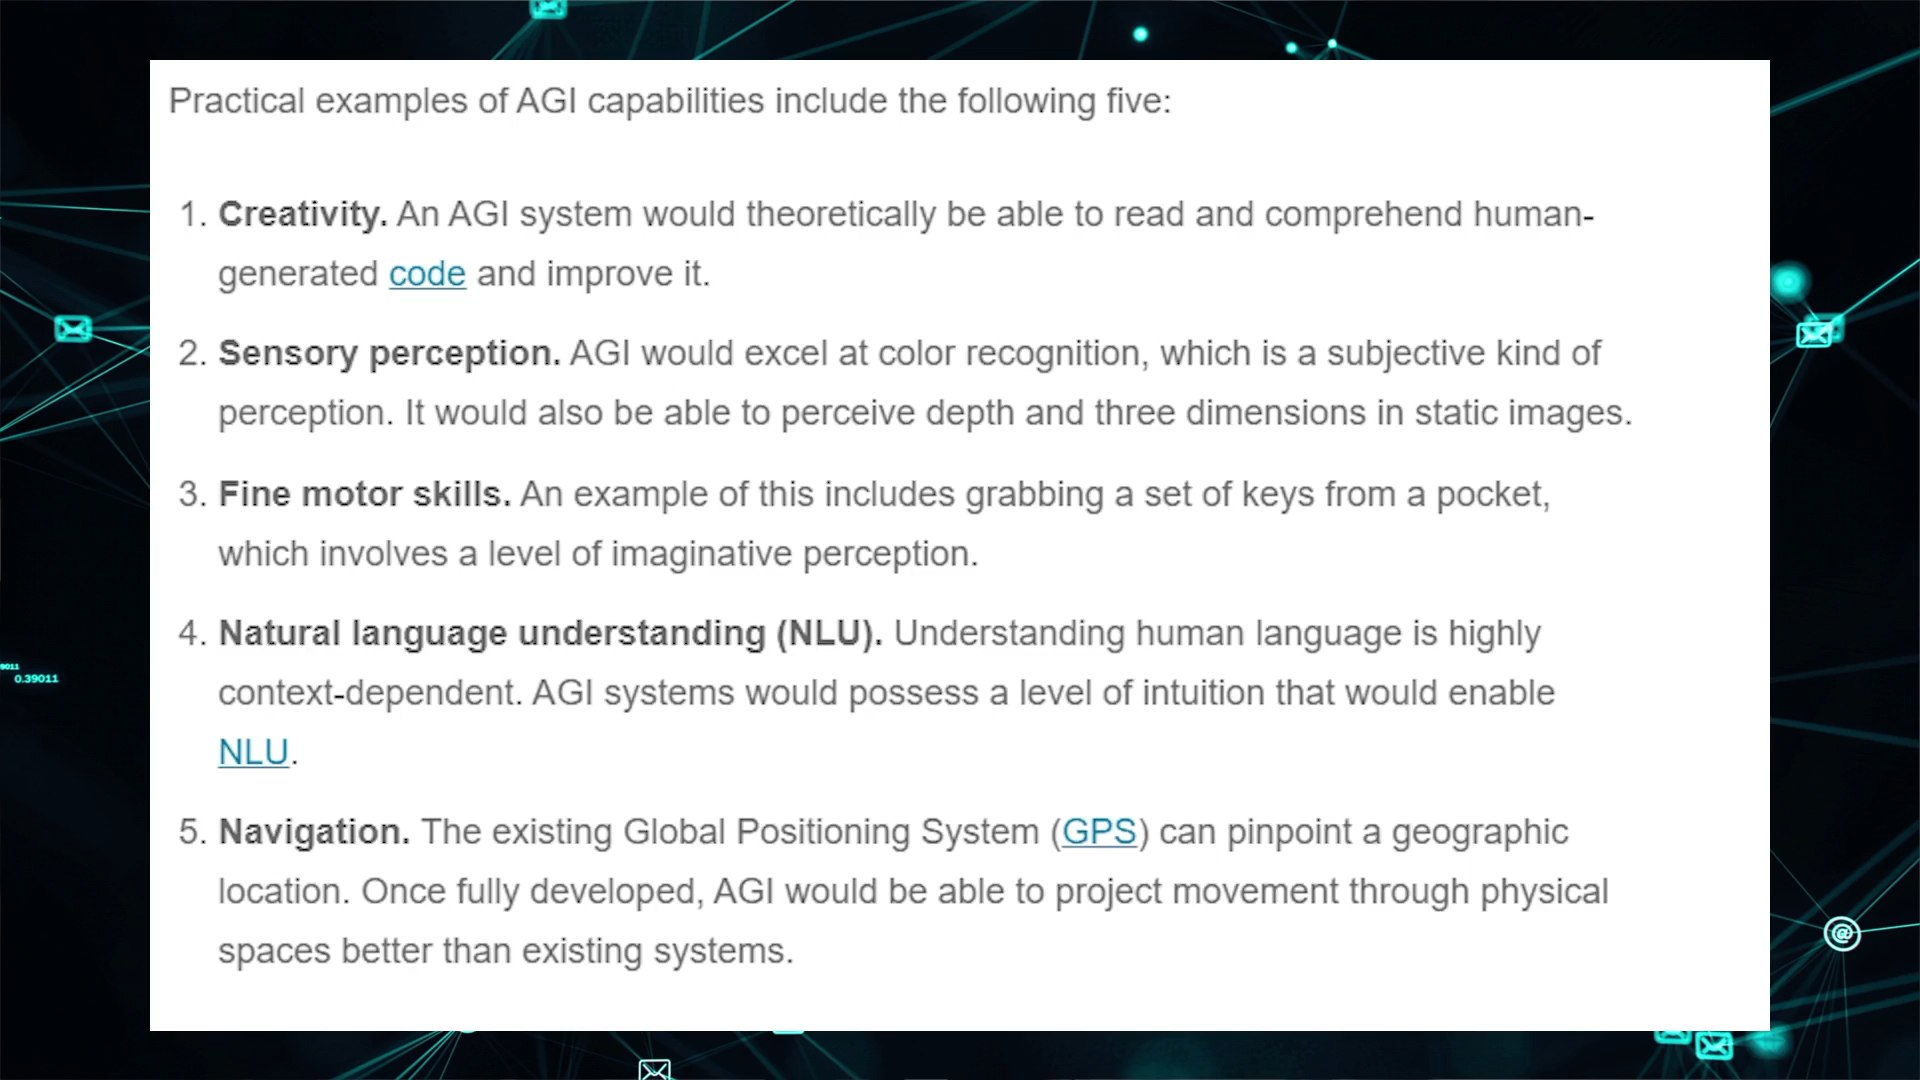 Practical examples of AGI capabilities include the following five:
1. Creativity. An AGI system would theoretically be able to read and comprehend human-
generated code and improve it.
2. Sensory perception. AGI would excel at color recognition, which is a subjective kind of
perception. It would also be able to perceive depth and three dimensions in static images.
3. Fine motor skills. An example of this includes grabbing a set of keys from a pocket,
which involves a level of imaginative perception.
4. Natural language understanding (NLU). Understanding human language is highly
context-dependent. AGI systems would possess a level of intuition that would enable
NLU.
9011
0.39011
5. Navigation. The existing Global Positioning System (GPS) can pinpoint a geographic
location. Once fully developed, AGI would be able to project movement through physical
spaces better than existing systems.
@